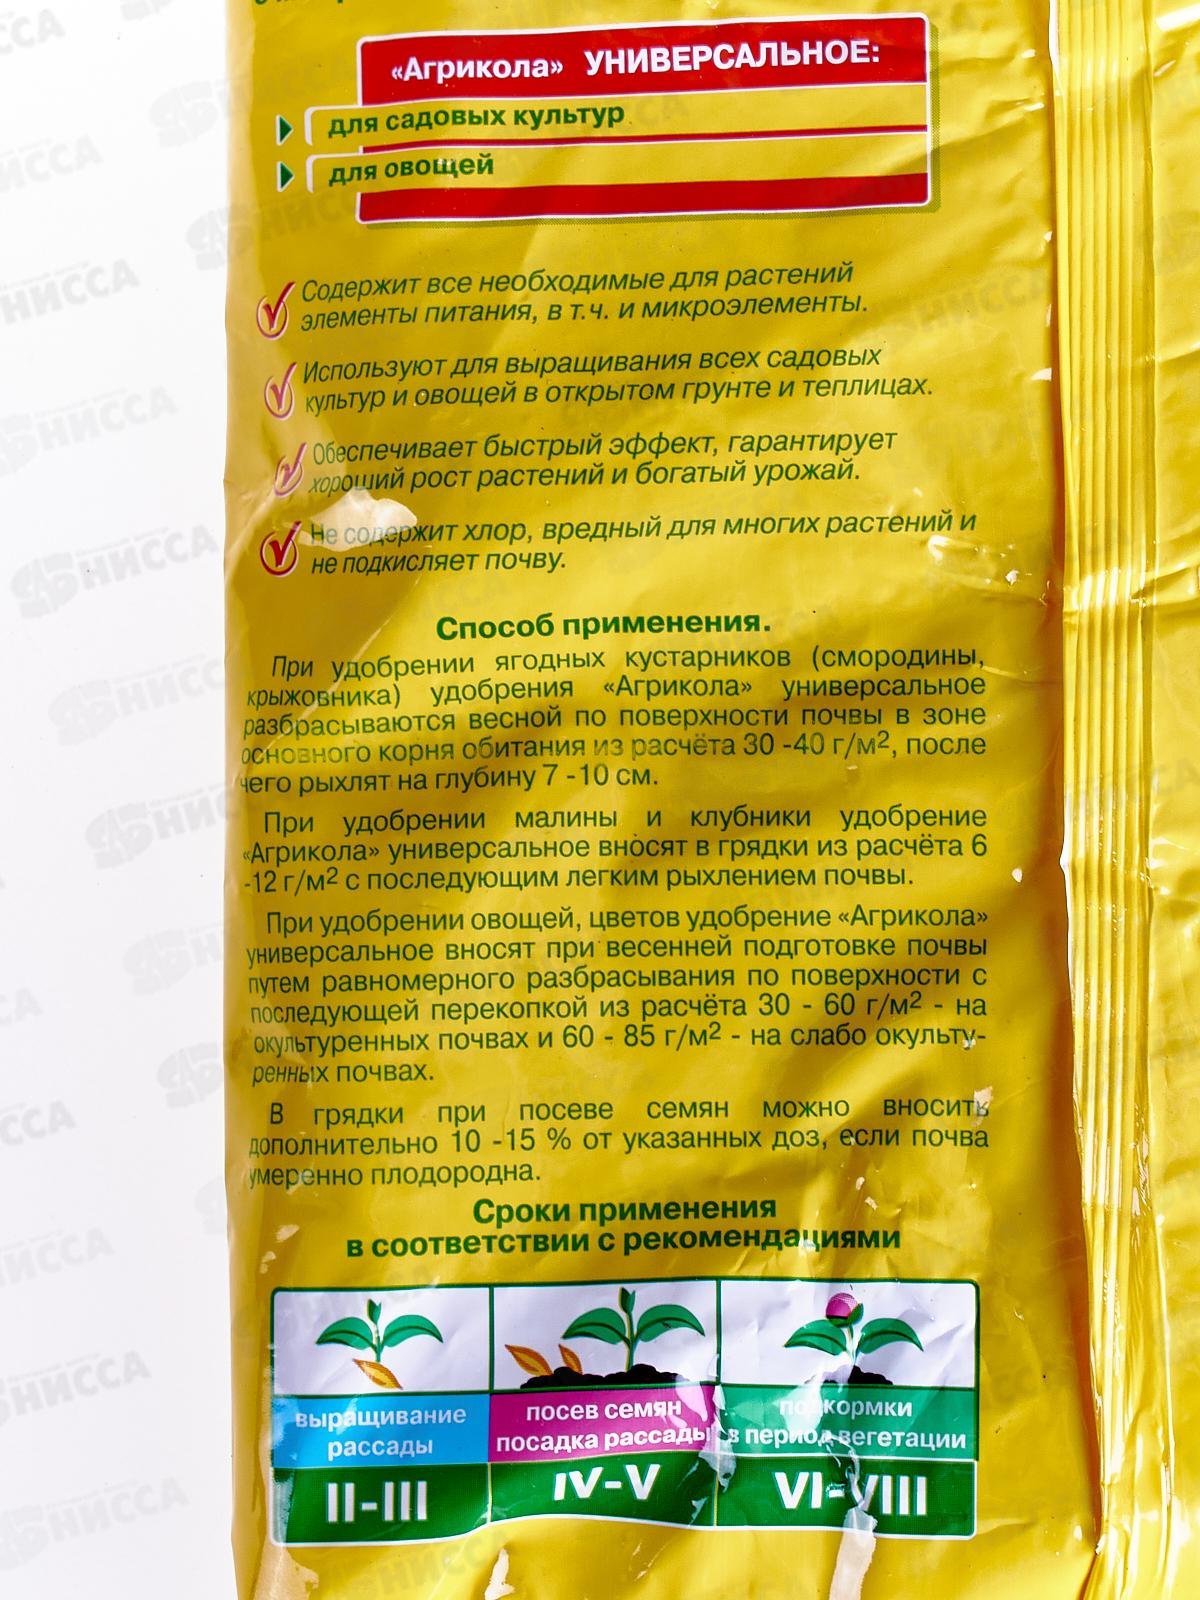 «Агрикола» УНИВЕРСАЛЬНОЕ:
для садовых культур
для овощей
Содержит все необходимые для растений
элементы питания, в т.ч. и микроэлементы.
Используют для выращивания всех садовых
культур и овощей в открытом грунте и теплицах.
Обеспечивает быстрый эффект, гарантирует
хороший рост растений и богатый урожай.
Не содержит хлор, вредный для многих растений и
не подкисляет почву.
Способ применения.
При удобрении ягодных кустарников (смородины,
крыжовника) удобрения «Агрикола» универсальное
разбрасываются весной по поверхности почвы в зоне
основного корня обитания из расчёта 30 -40 г/м², после
чего рыхлят на глубину 7 -10 см.
При удобрении малины и клубники удобрение
«Агрикола» универсальное вносят в грядки из расчёта 6
-12 г/м² с последующим легким рыхлением почвы.
При удобрении овощей, цветов удобрение «Агрикола»
универсальное вносят при весенней подготовке почвы
путем равномерного разбрасывания по поверхности с
последующей перекопкой из расчёта 30 - 60 г/м² - на
окультуренных почвах и 60 - 85 г/м² - на слабо окульту-
ренных почвах.
В грядки при посеве семян можно вносить
дополнительно 10 -15 % от указанных доз, если почва
умеренно плодородна.
Сроки применения
в соответствии с рекомендациями
выращивание
рассады
II-III
посев семян
посадка рассады
IV-V
подкормки
в период вегетации
VI-VIII